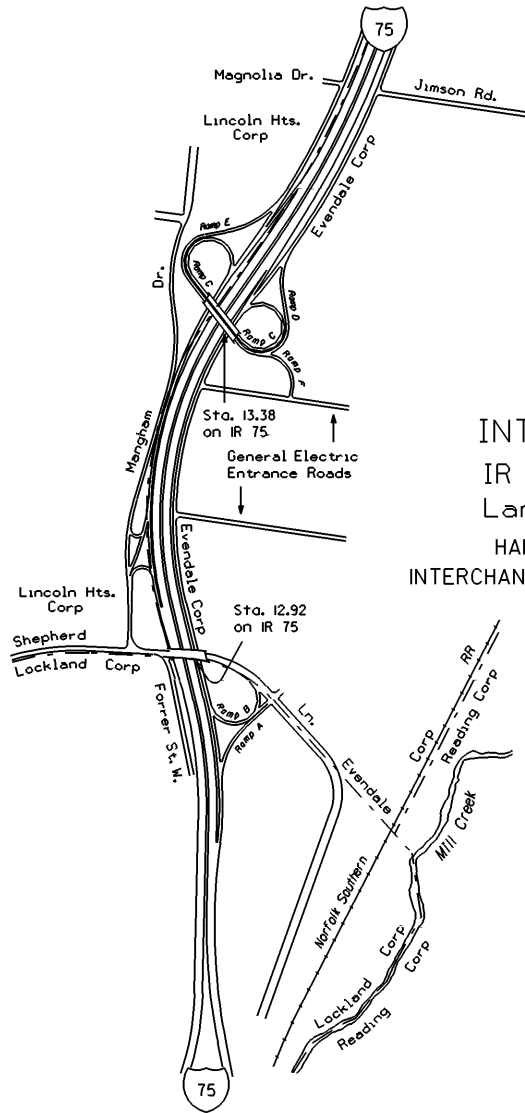 75
Magnolia Dr.
Jimson Rd.
Lincoln Hts.
Corp
Evendale Corp
Ramp E
Dr.
Ramp C
Ramp D
Ramp C
Ramp F
Sta. 13.38
on IR 75
Mangham
General Electric
Entrance Roads
INT
IR
Lar
HA
INTERCHAN
Evendale Corp
Lincoln Hts.
Corp
Sta. 12.92
on IR 75
Shepherd
Lockland Corp
Forrer St. W.
Ramp B
Ramp A
Ln.
Evendale
Corp
RR
Reading Corp
Mill Creek
Norfolk Southern
Lockland Corp
Reading Corp
75